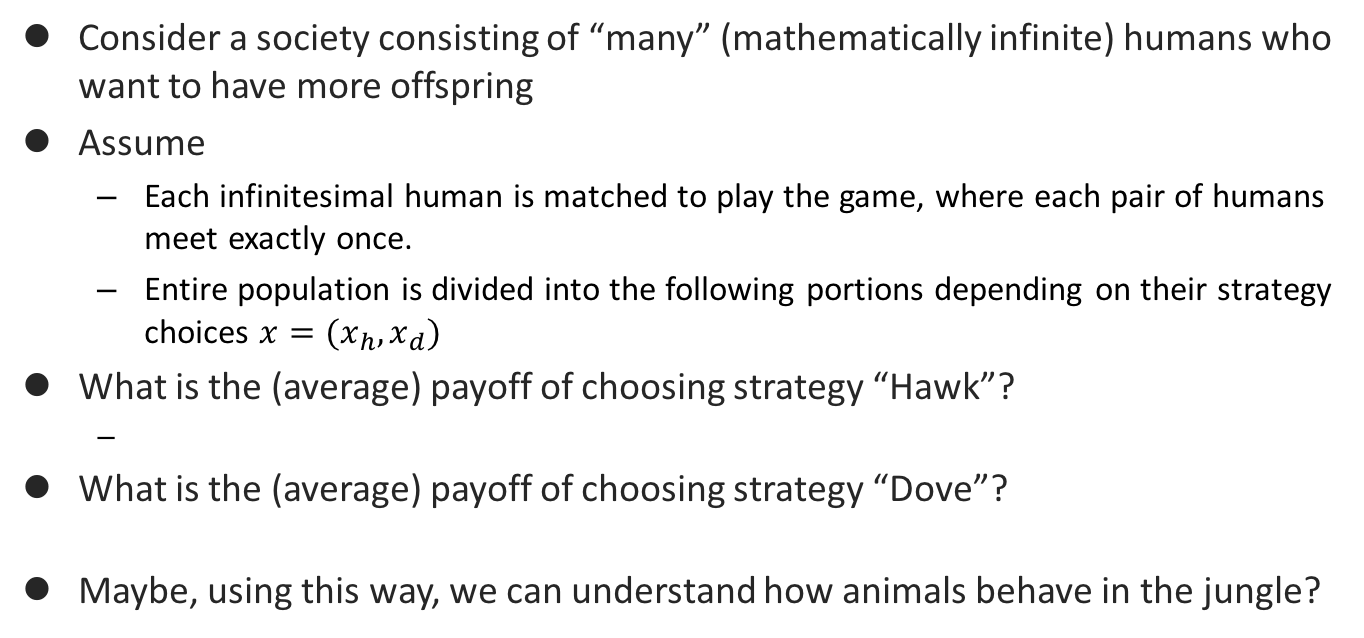 ● Consider a society consisting of “many” (mathematically infinite) humans who
want to have more offspring
● Assume
– Each infinitesimal human is matched to play the game, where each pair of humans
meet exactly once.
– Entire population is divided into the following portions depending on their strategy
choices x = (x_h, x_d)
● What is the (average) payoff of choosing strategy “Hawk”?
–
● What is the (average) payoff of choosing strategy “Dove”?
● Maybe, using this way, we can understand how animals behave in the jungle?